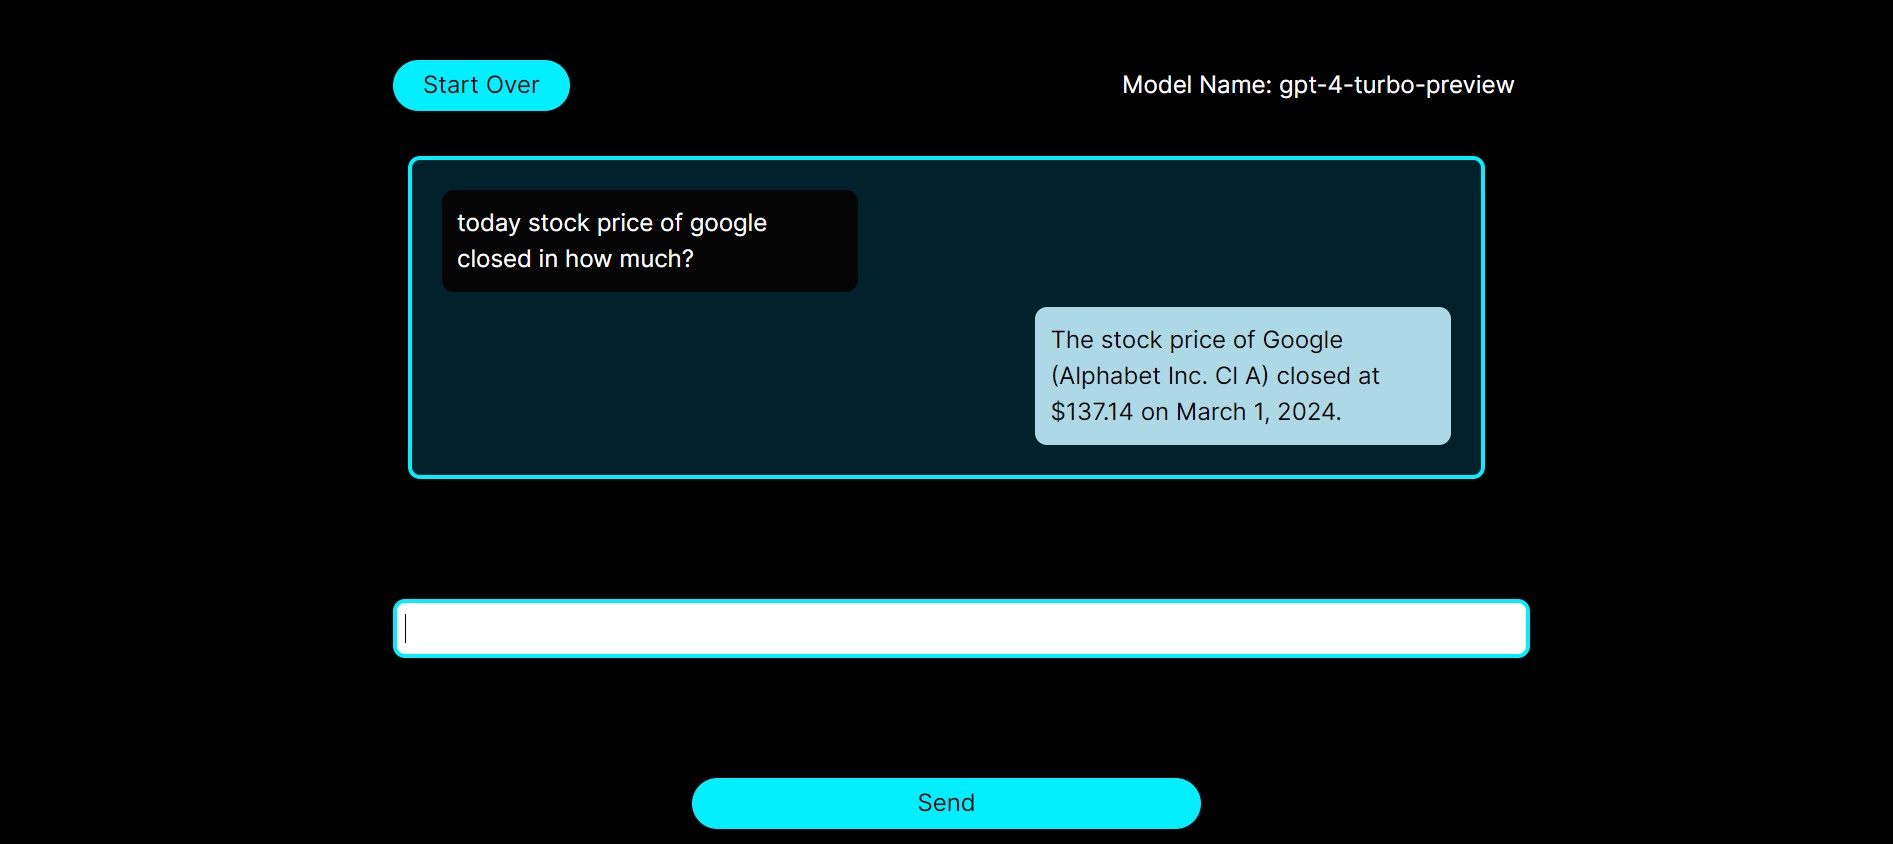 Start Over
Model Name: gpt-4-turbo-preview
today stock price of google
closed in how much?
The stock price of Google
(Alphabet Inc. Cl A) closed at
$137.14 on March 1, 2024.
Send